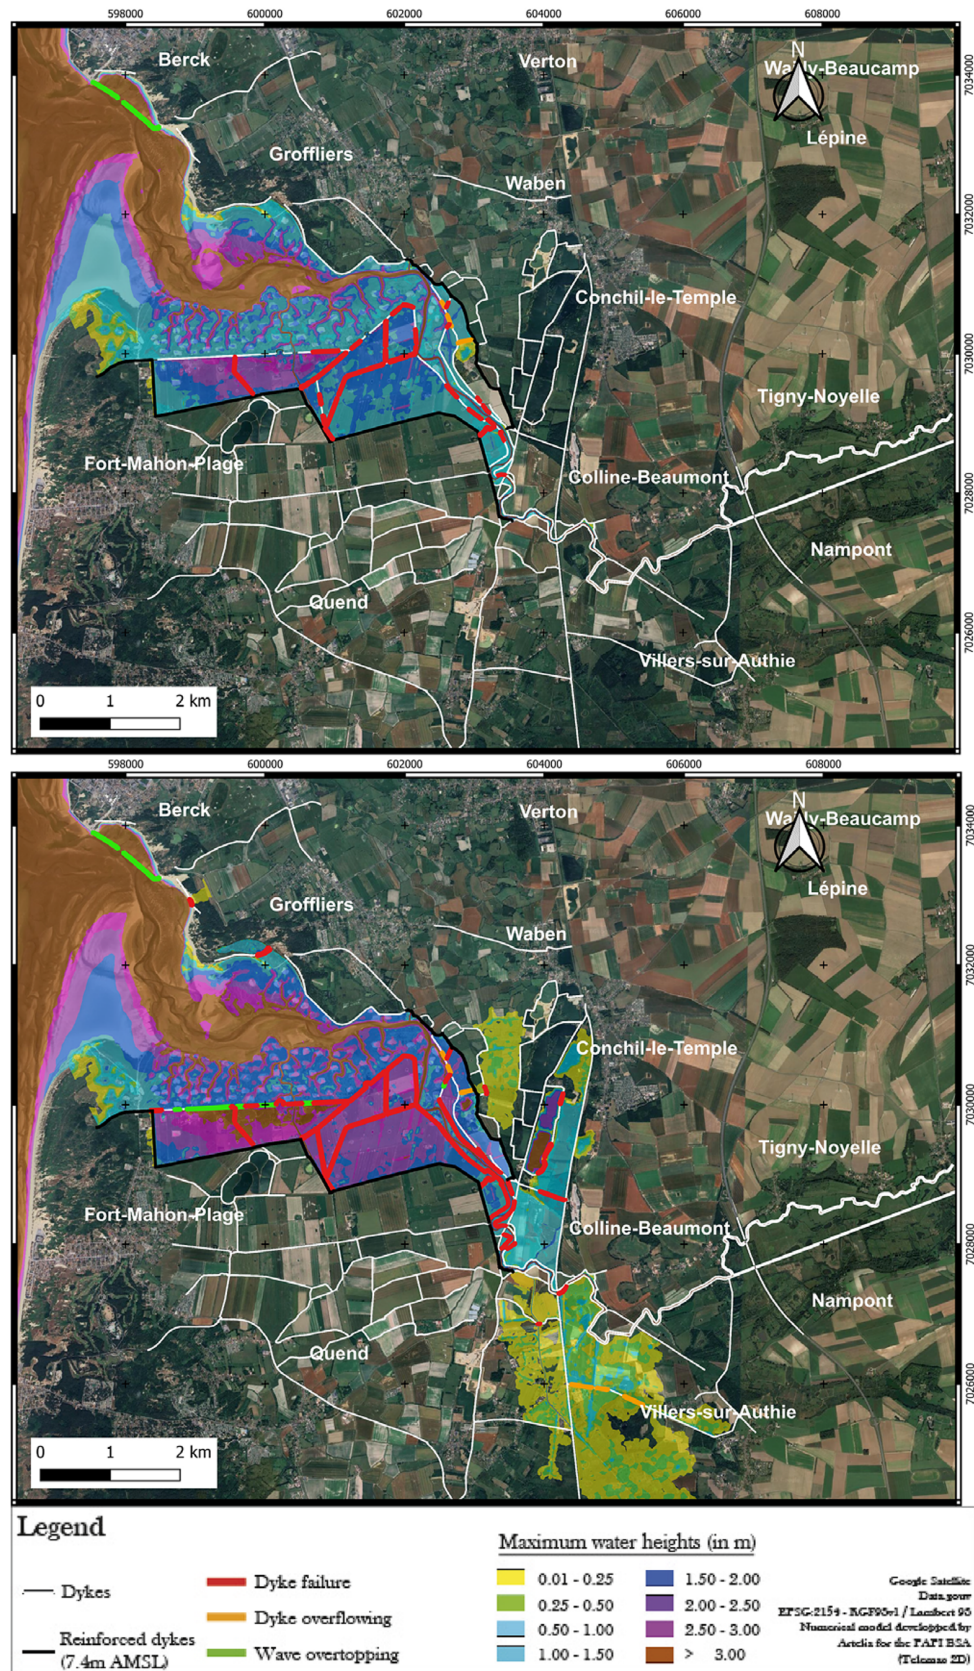 598000 600000 602000 604000 606000 608000
Berck
Verton
N
Wailly-Beaucamp
7034000
Lépine
Groffliers
Waben
7032000
Conchil-le-Temple
7030000
Tigny-Noyelle
Fort-Mahon-Plage
Colline-Beaumont
7028000
Nampont
Quend
7026000
Villers-sur-Authie
0 1 2 km
598000 600000 602000 604000 606000 608000
Berck
Verton
N
Wailly-Beaucamp
7034000
Lépine
Groffliers
Waben
7032000
Conchil-le-Temple
7030000
Tigny-Noyelle
Fort-Mahon-Plage
Colline-Beaumont
7028000
Nampont
Quend
7026000
Villers-sur-Authie
0 1 2 km
Legend
Dykes
Reinforced dykes
(7.4m AMSL)
Dyke failure
Dyke overflowing
Wave overtopping
Maximum water heights (in m)
0.01 - 0.25
0.25 - 0.50
0.50 - 1.00
1.00 - 1.50
1.50 - 2.00
2.00 - 2.50
2.50 - 3.00
> 3.00
Google Satellite
EPSG:2154 - RGF93v1 / Lambert 93
Numerical model developped by
Artelia for the PAPI BSA
(Telemac 2D)